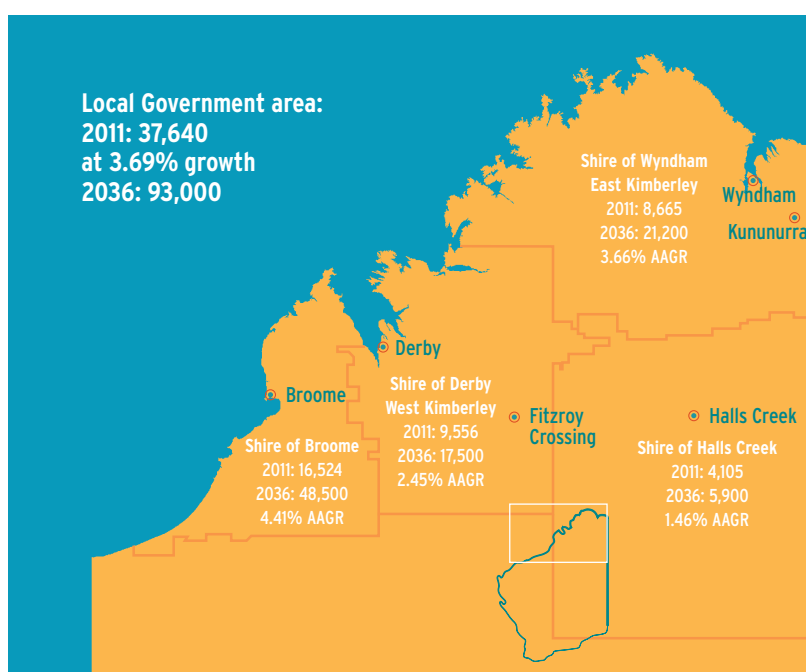 Local Government area:
2011: 37,640
at 3.69% growth
2036: 93,000
Shire of Wyndham
East Kimberley
2011: 8,665
2036: 21,200
3.66% AAGR
Wyndham
Kununurra
Derby
Shire of Derby
West Kimberley
2011: 9,556
2036: 17,500
2.45% AAGR
Broome
Shire of Broome
2011: 16,524
2036: 48,500
4.41% AAGR
Fitzroy
Crossing
Halls Creek
Shire of Halls Creek
2011: 4,105
2036: 5,900
1.46% AAGR